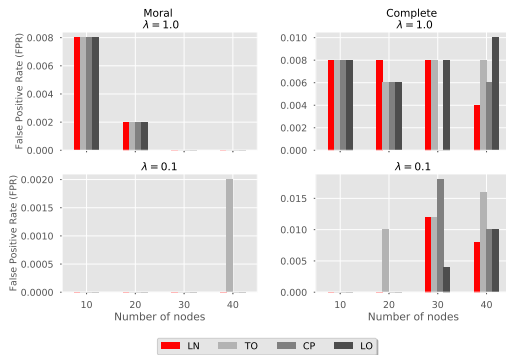 Moral
λ = 1.0
Complete
λ = 1.0
False Positive Rate (FPR)
0.008
0.006
0.004
0.002
0.000
0.010
0.008
0.006
0.004
0.002
0.000
λ = 0.1
λ = 0.1
False Positive Rate (FPR)
0.0020
0.0015
0.0010
0.0005
0.0000
0.015
0.010
0.005
0.000
10 20 30 40
10 20 30 40
Number of nodes
Number of nodes
LN TO CP LO